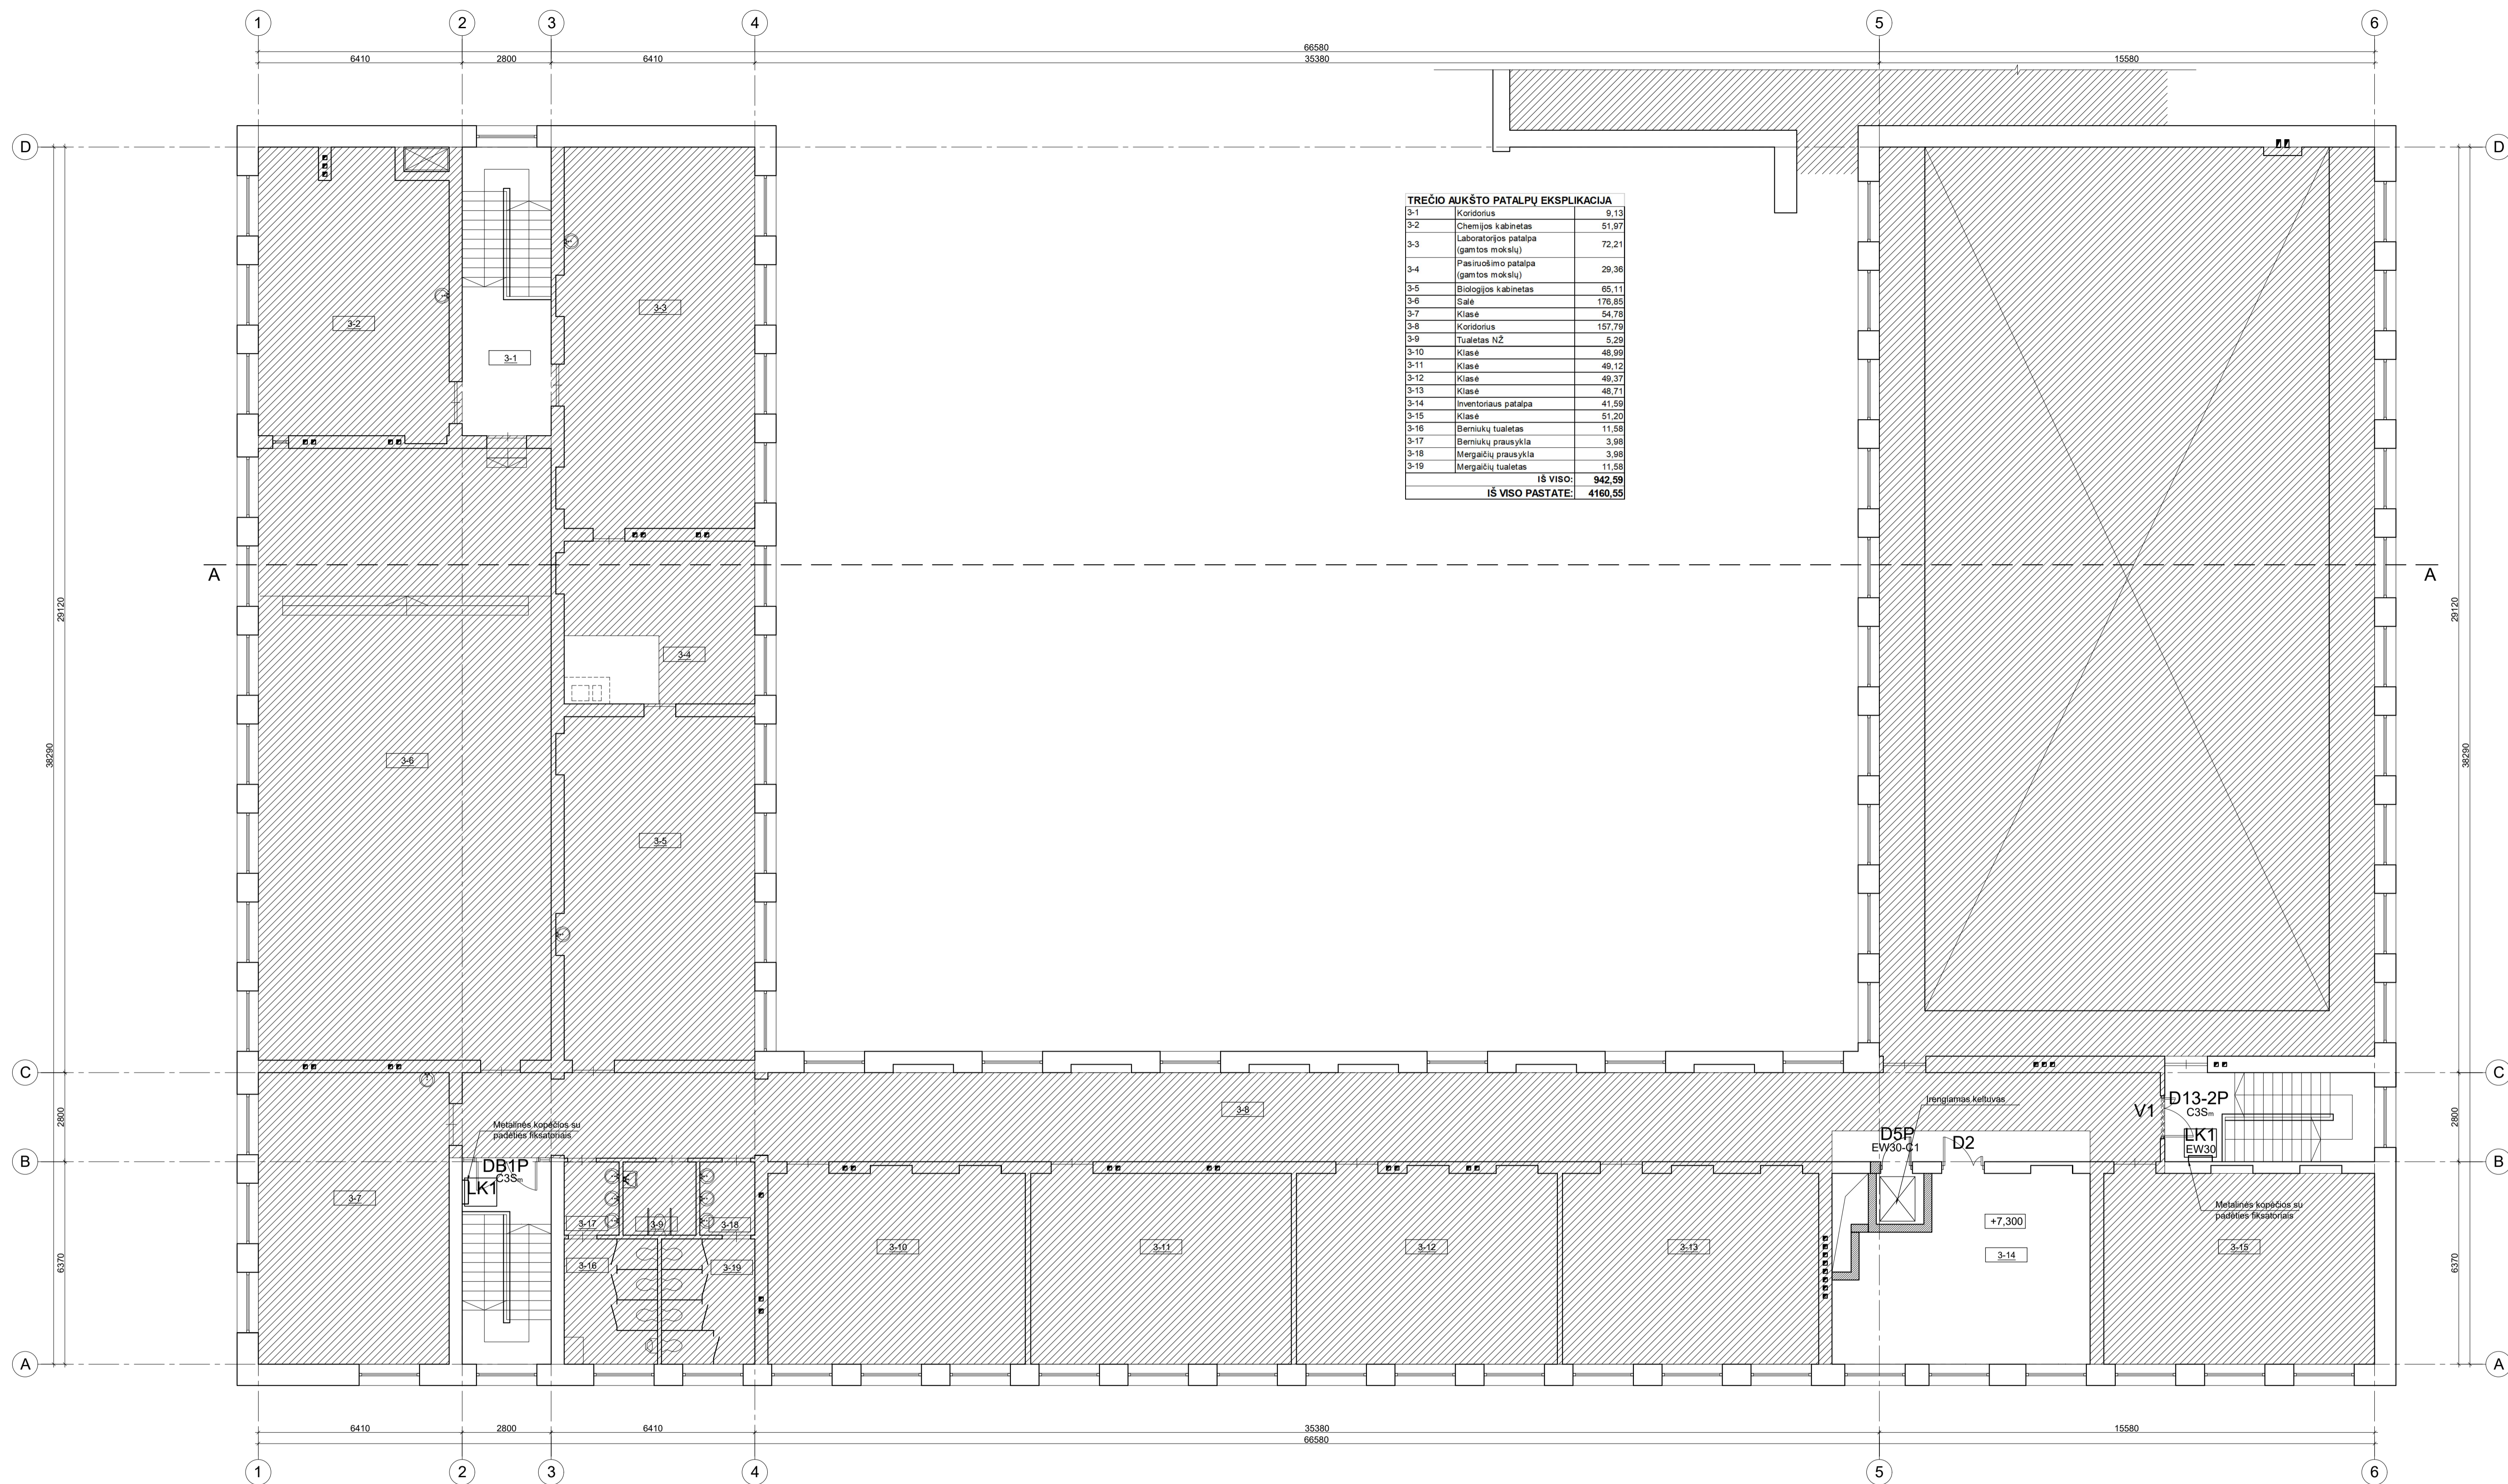 1 2 3 4 5 6
66580
6410 2800 6410 35380 15580
D D
TREČIO AUKŠTO PATALPŲ EKSPLIKACIJA
3-1 Koridorius 9,13
3-2 Chemijos kabinetas 51,97
3-3 Laboratorijos patalpa
(gamtos mokslų) 72,21
3-4 Pasiruošimo patalpa
(gamtos mokslų) 29,36
3-5 Biologijos kabinetas 65,11
3-6 Salė 176,85
3-7 Klasė 54,78
3-8 Koridorius 157,79
3-9 Tualetas NŽ 5,29
3-10 Klasė 48,99
3-11 Klasė 49,12
3-12 Klasė 49,37
3-13 Klasė 48,71
3-14 Inventoriaus patalpa 41,59
3-15 Klasė 51,20
3-16 Berniukų tualetas 11,58
3-17 Berniukų prausykla 3,98
3-18 Mergaičių prausykla 3,98
3-19 Mergaičių tualetas 11,58
IŠ VISO: 942,59
IŠ VISO PASTATE: 4160,55
3-3
3-2
3-1
A A
29120 29120
3-4
38290 38290
3-6
3-5
C C
3-8
Įrengiamas keltuvas
D13-2P
C3Sm
V1
2800 2800
Metalinės kopėčios su
padėties fiksatoriais
D5P
EW30-C1
D2
LK1
EW30
B B
DB1P
C3Sm
LK1
3-7
Metalinės kopėčios su
padėties fiksatoriais
3-17 3-9 3-18
+7,300
3-10 3-11 3-12 3-13 3-14 3-15
3-16 3-19
6370 6370
A A
6410 2800 6410 35380 15580
66580
1 2 3 4 5 6